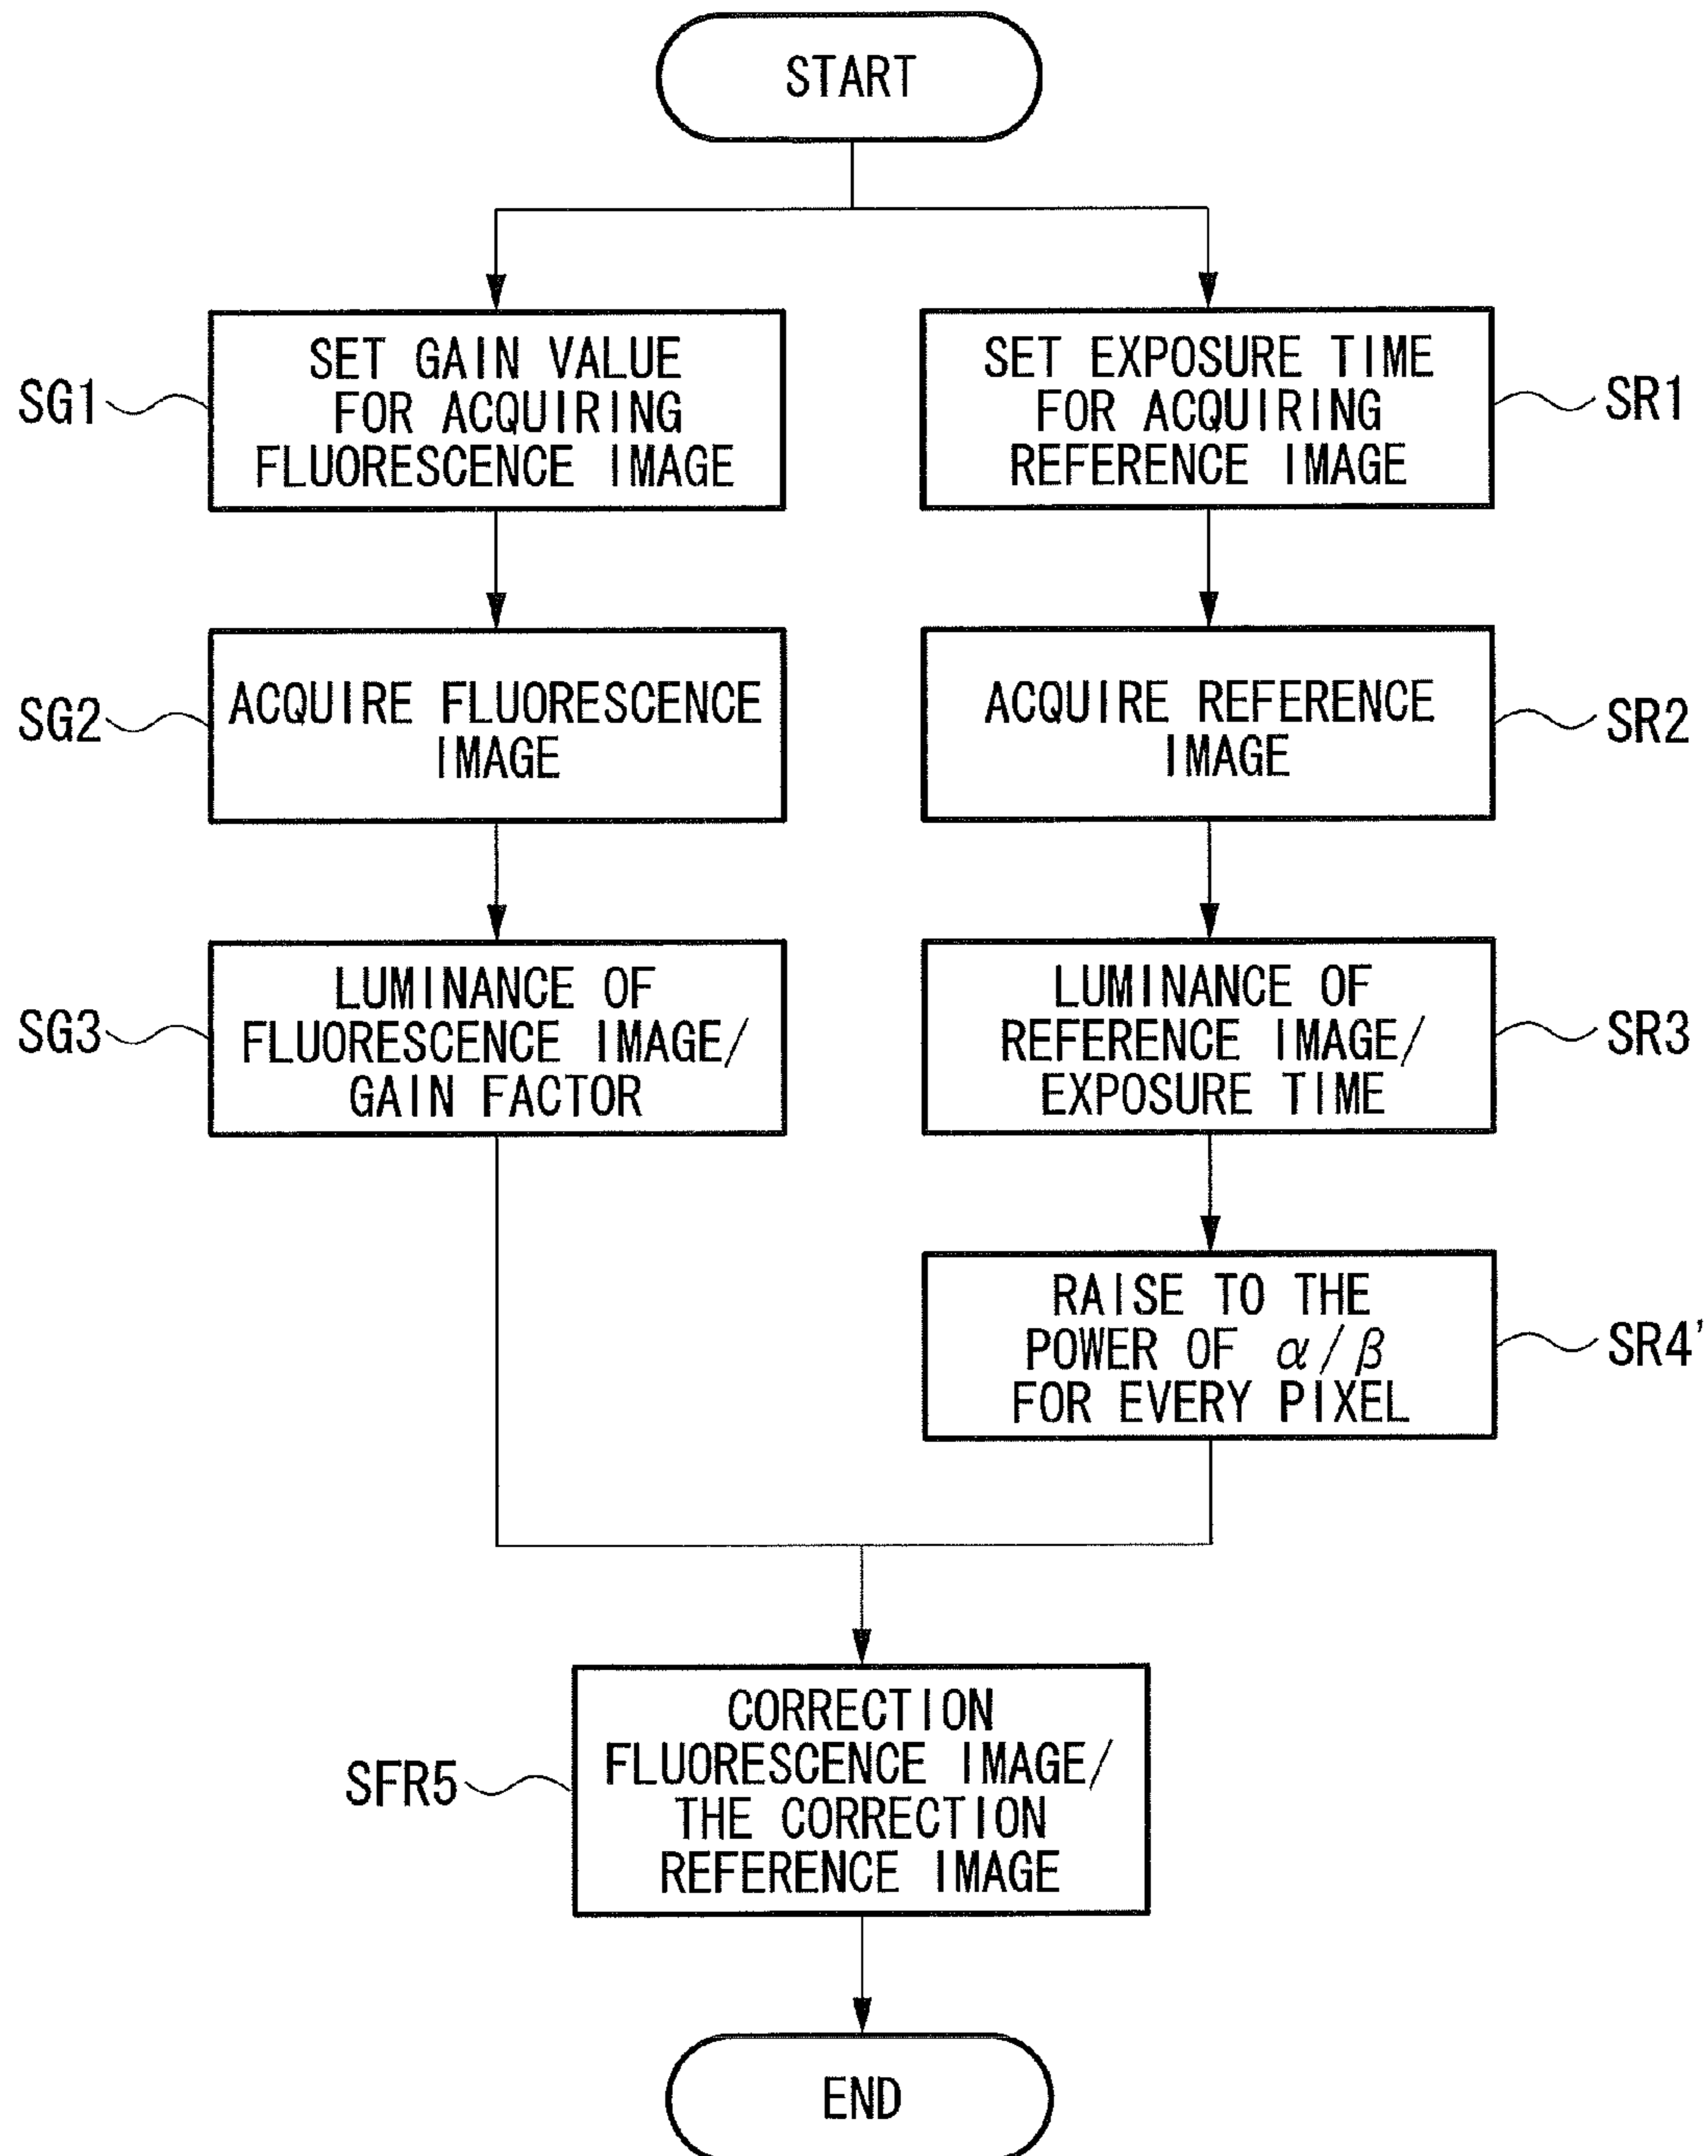 START
SG1
SET GAIN VALUE
FOR ACQUIRING
FLUORESCENCE IMAGE
SET EXPOSURE TIME
FOR ACQUIRING
REFERENCE IMAGE
SR1
SG2
ACQUIRE FLUORESCENCE
IMAGE
ACQUIRE REFERENCE
IMAGE
SR2
SG3
LUMINANCE OF
FLUORESCENCE IMAGE/
GAIN FACTOR
LUMINANCE OF
REFERENCE IMAGE/
EXPOSURE TIME
SR3
RAISE TO THE
POWER OF α/β
FOR EVERY PIXEL
SR4'
SFR5
CORRECTION
FLUORESCENCE IMAGE/
THE CORRECTION
REFERENCE IMAGE
END